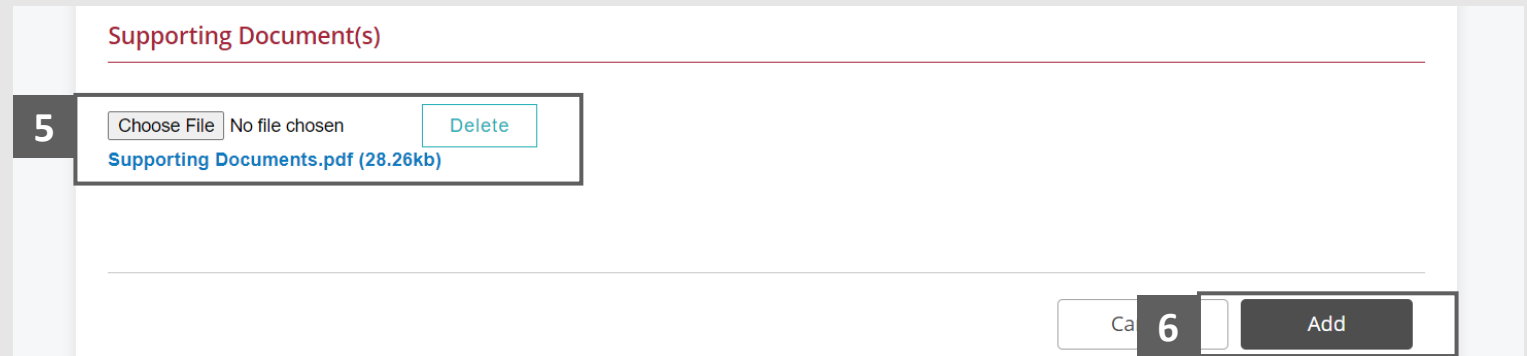 Supporting Document(s)
5
Choose File No file chosen Delete
Supporting Documents.pdf (28.26kb)
6 Add